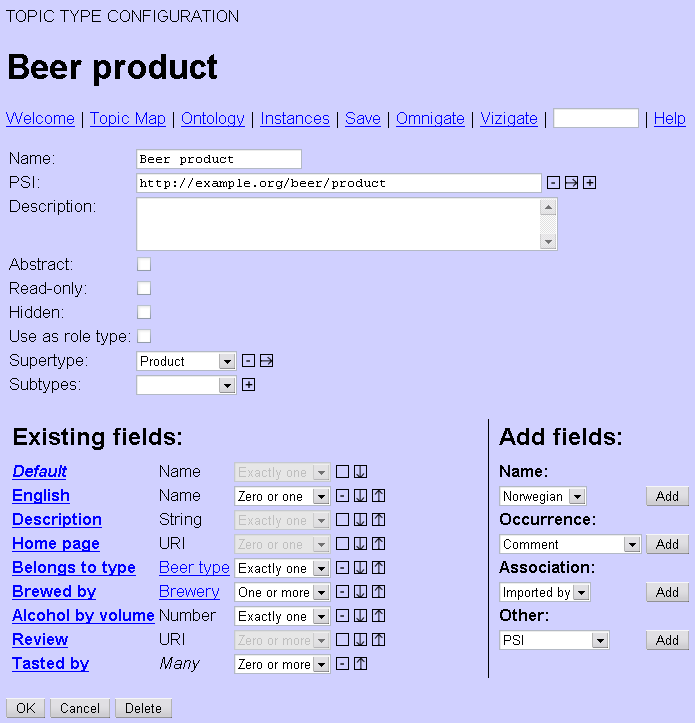 TOPIC TYPE CONFIGURATION
Beer product
Welcome | Topic Map | Ontology | Instances | Save | Omnigate | Vizigate | | Help
Name: Beer product
PSI: http://example.org/beer/product - → +
Description:
Abstract:
Read-only:
Hidden:
Use as role type:
Supertype: Product - →
Subtypes: +
Existing fields:
Default Name Exactly one ↓
English Name Zero or one - ↓ ↑
Description String Exactly one ↓ ↑
Home page URI Zero or one ↓ ↑
Belongs to type Beer type Exactly one - ↓ ↑
Brewed by Brewery One or more - ↓ ↑
Alcohol by volume Number Exactly one - ↓ ↑
Review URI Zero or more ↓ ↑
Tasted by Many Zero or more - ↑
Add fields:
Name:
Norwegian Add
Occurrence:
Comment Add
Association:
Imported by Add
Other:
PSI Add
OK Cancel Delete